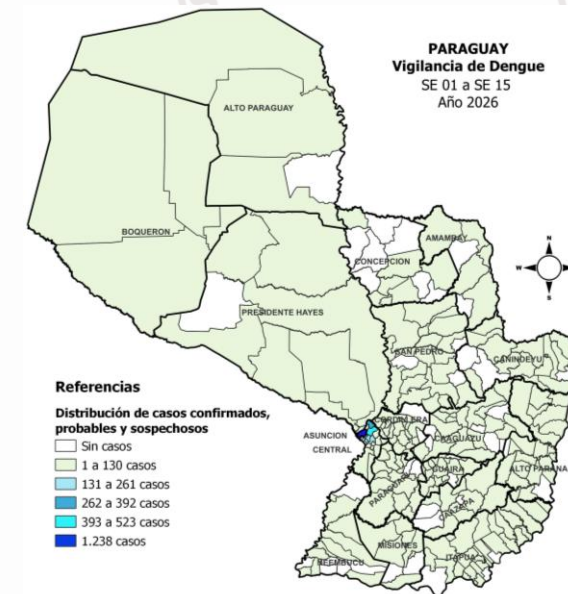 PARAGUAY
Vigilancia de Dengue
SE 01 a SE 15
Año 2026
ALTO PARAGUAY
BOQUERON
CONCEPCION
AMAMBAY
N
W
E
S
PRESIDENTE HAYES
SAN PEDRO
CANINDEYU
CORDILLERA
ASUNCION
CENTRAL
CAAGUAZU
ALTO PARANA
GUAIRA
PARAGUARI
CAAZAPA
MISIONES
ITAPUA
ÑEEMBUCU
Referencias
Distribución de casos confirmados,
probables y sospechosos
Sin casos
1 a 130 casos
131 a 261 casos
262 a 392 casos
393 a 523 casos
1.238 casos